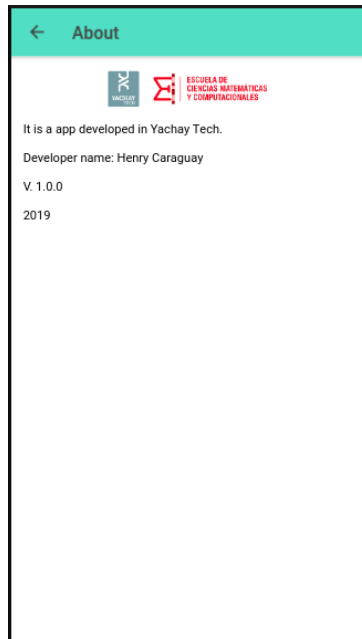 About
YACHAY
TECH
ESCUELA DE
CIENCIAS MATEMÁTICAS
Y COMPUTACIONALES
It is a app developed in Yachay Tech.
Developer name: Henry Caraguay
V. 1.0.0
2019